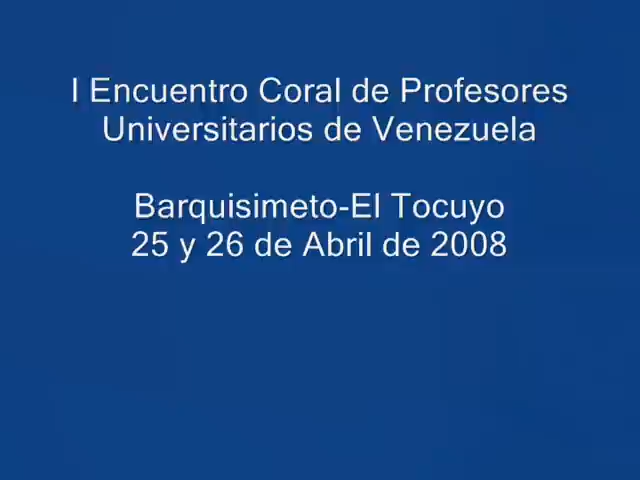 I Encuentro Coral de Profesores
Universitarios de Venezuela
Barquisimeto-El Tocuyo
25 y 26 de Abril de 2008